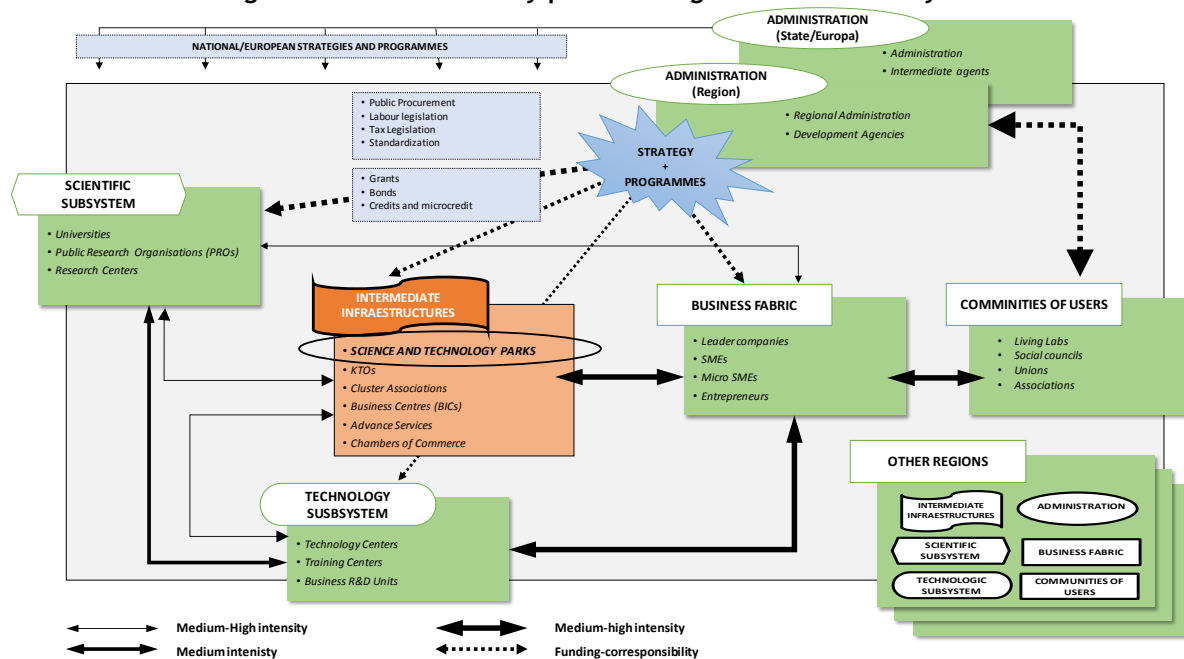 ADMINISTRATION
(State/Europa)
NATIONAL/EUROPEAN STRATEGIES AND PROGRAMMES
• Administration
• Intermediate agents
ADMINISTRATION
(Region)
• Regional Administration
• Development Agencies
• Public Procurement
• Labour legislation
• Tax Legislation
• Standardization
STRATEGY
+
PROGRAMMES
• Grants
• Bonds
• Credits and microcredit
SCIENTIFIC
SUBSYSTEM
• Universities
• Public Research Organisations (PROs)
• Research Centers
INTERMEDIATE
INFRAESTRUCTURES
• SCIENCE AND TECHNOLOGY PARKS
• KTOs
• Cluster Associations
• Business Centres (BICs)
• Advance Services
• Chambers of Commerce
BUSINESS FABRIC
• Leader companies
• SMEs
• Micro SMEs
• Entrepreneurs
COMMINITIES OF USERS
• Living Labs
• Social councils
• Unions
• Associations
TECHNOLOGY
SUSBSYSTEM
• Technology Centers
• Training Centers
• Business R&D Units
OTHER REGIONS
INTERMEDIATE
INFRAESTRUCTURES
ADMINISTRATION
SCIENTIFIC
SUBSYSTEM
BUSINESS FABRIC
TECHNOLOGIC
SUBSYSTEM
COMMUNITIES OF
USERS
Medium-High intensity
Medium-high intensity
Medium intenisty
Funding-corresponsibility